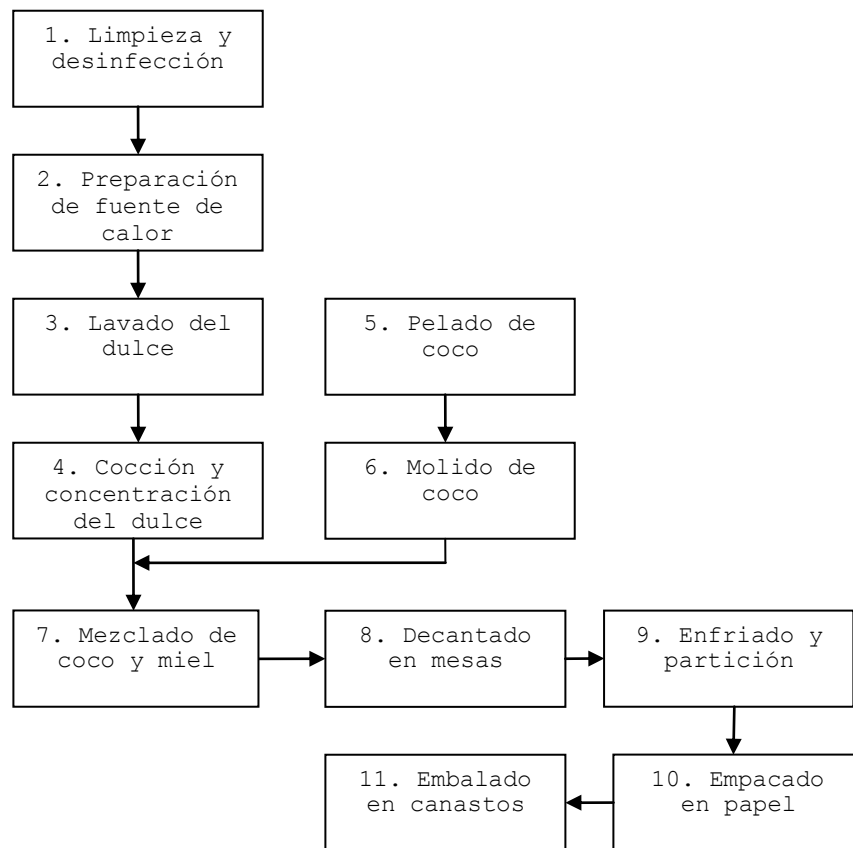 1. Limpieza y
desinfección
2. Preparación
de fuente de
calor
3. Lavado del
dulce
5. Pelado de
coco
4. Cocción y
concentración
del dulce
6. Molido de
coco
7. Mezclado de
coco y miel
8. Decantado
en mesas
9. Enfriado y
partición
11. Embalado
en canastos
10. Empacado
en papel